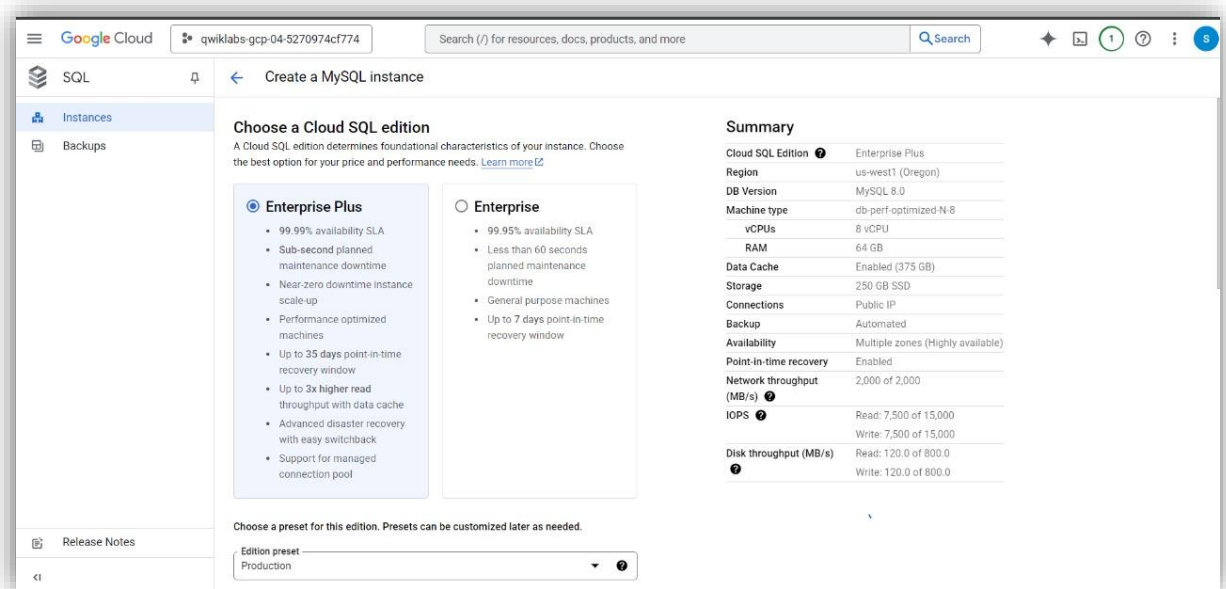 Google Cloud
qwiklabs-gcp-04-5270974cf774
Search (/) for resources, docs, products, and more
Search
1
S
SQL
Create a MySQL instance
Instances
Backups
Release Notes
Choose a Cloud SQL edition
A Cloud SQL edition determines foundational characteristics of your instance. Choose
the best option for your price and performance needs. Learn more
Enterprise Plus
• 99.99% availability SLA
• Sub-second planned
maintenance downtime
• Near-zero downtime instance
scale-up
• Performance optimized
machines
• Up to 35 days point-in-time
recovery window
• Up to 3x higher read
throughput with data cache
• Advanced disaster recovery
with easy switchback
• Support for managed
connection pool
Enterprise
• 99.95% availability SLA
• Less than 60 seconds
planned maintenance
downtime
• General purpose machines
• Up to 7 days point-in-time
recovery window
Choose a preset for this edition. Presets can be customized later as needed.
Edition preset
Production
Summary
Cloud SQL Edition Enterprise Plus
Region us-west1 (Oregon)
DB Version MySQL 8.0
Machine type db-perf-optimized-N-8
vCPUs 8 vCPU
RAM 64 GB
Data Cache Enabled (375 GB)
Storage 250 GB SSD
Connections Public IP
Backup Automated
Availability Multiple zones (Highly available)
Point-in-time recovery Enabled
Network throughput 2,000 of 2,000
(MB/s)
IOPS Read: 7,500 of 15,000
Write: 7,500 of 15,000
Disk throughput (MB/s) Read: 120.0 of 800.0
Write: 120.0 of 800.0